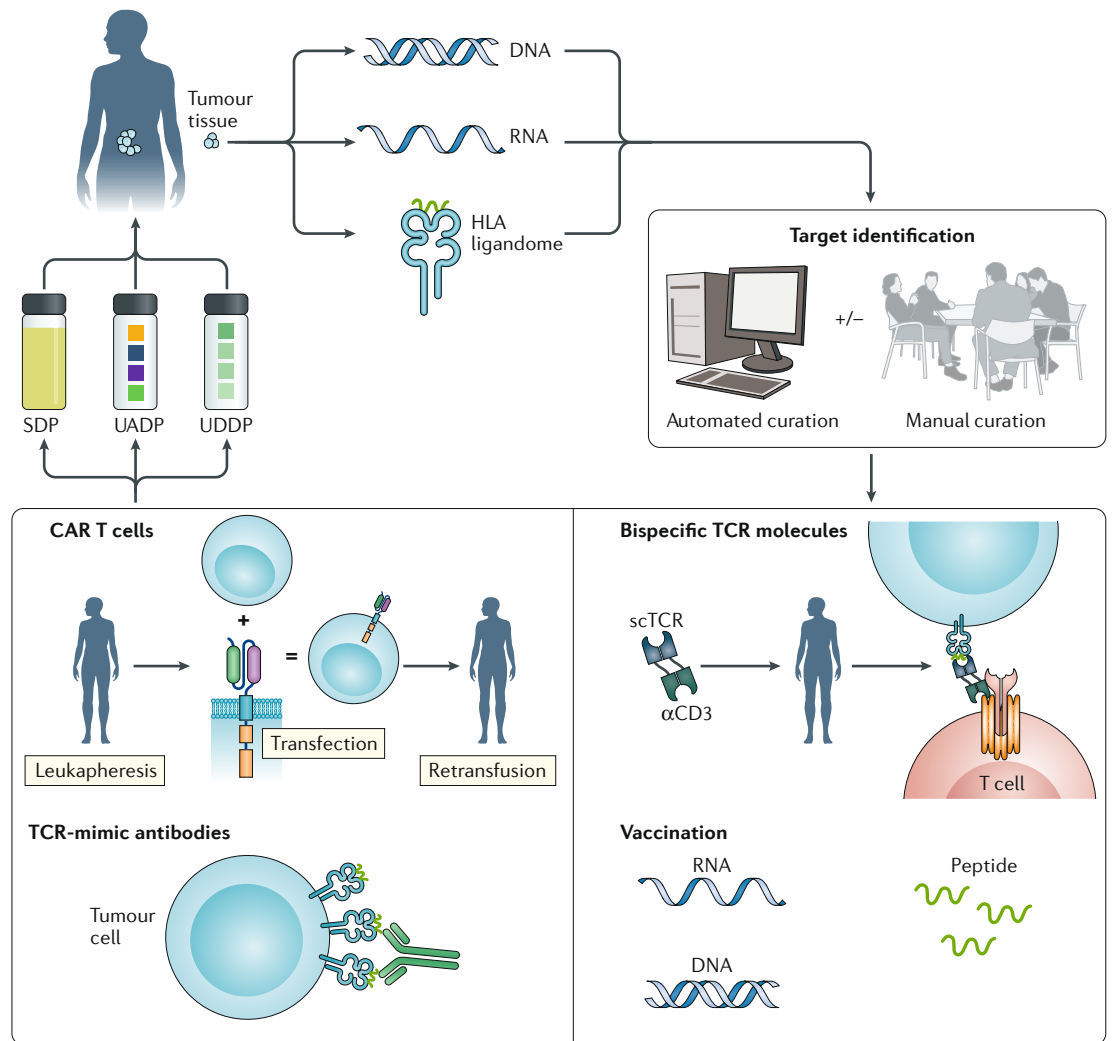 DNA
Tumour
tissue
RNA
HLA
ligandome
Target identification
+/–
Automated curation
Manual curation
SDP
UADP
UDDP
CAR T cells
+
=
Transfection
Leukapheresis
Retransfusion
Bispecific TCR molecules
scTCR
αCD3
T cell
TCR-mimic antibodies
Tumour
cell
Vaccination
RNA
Peptide
DNA